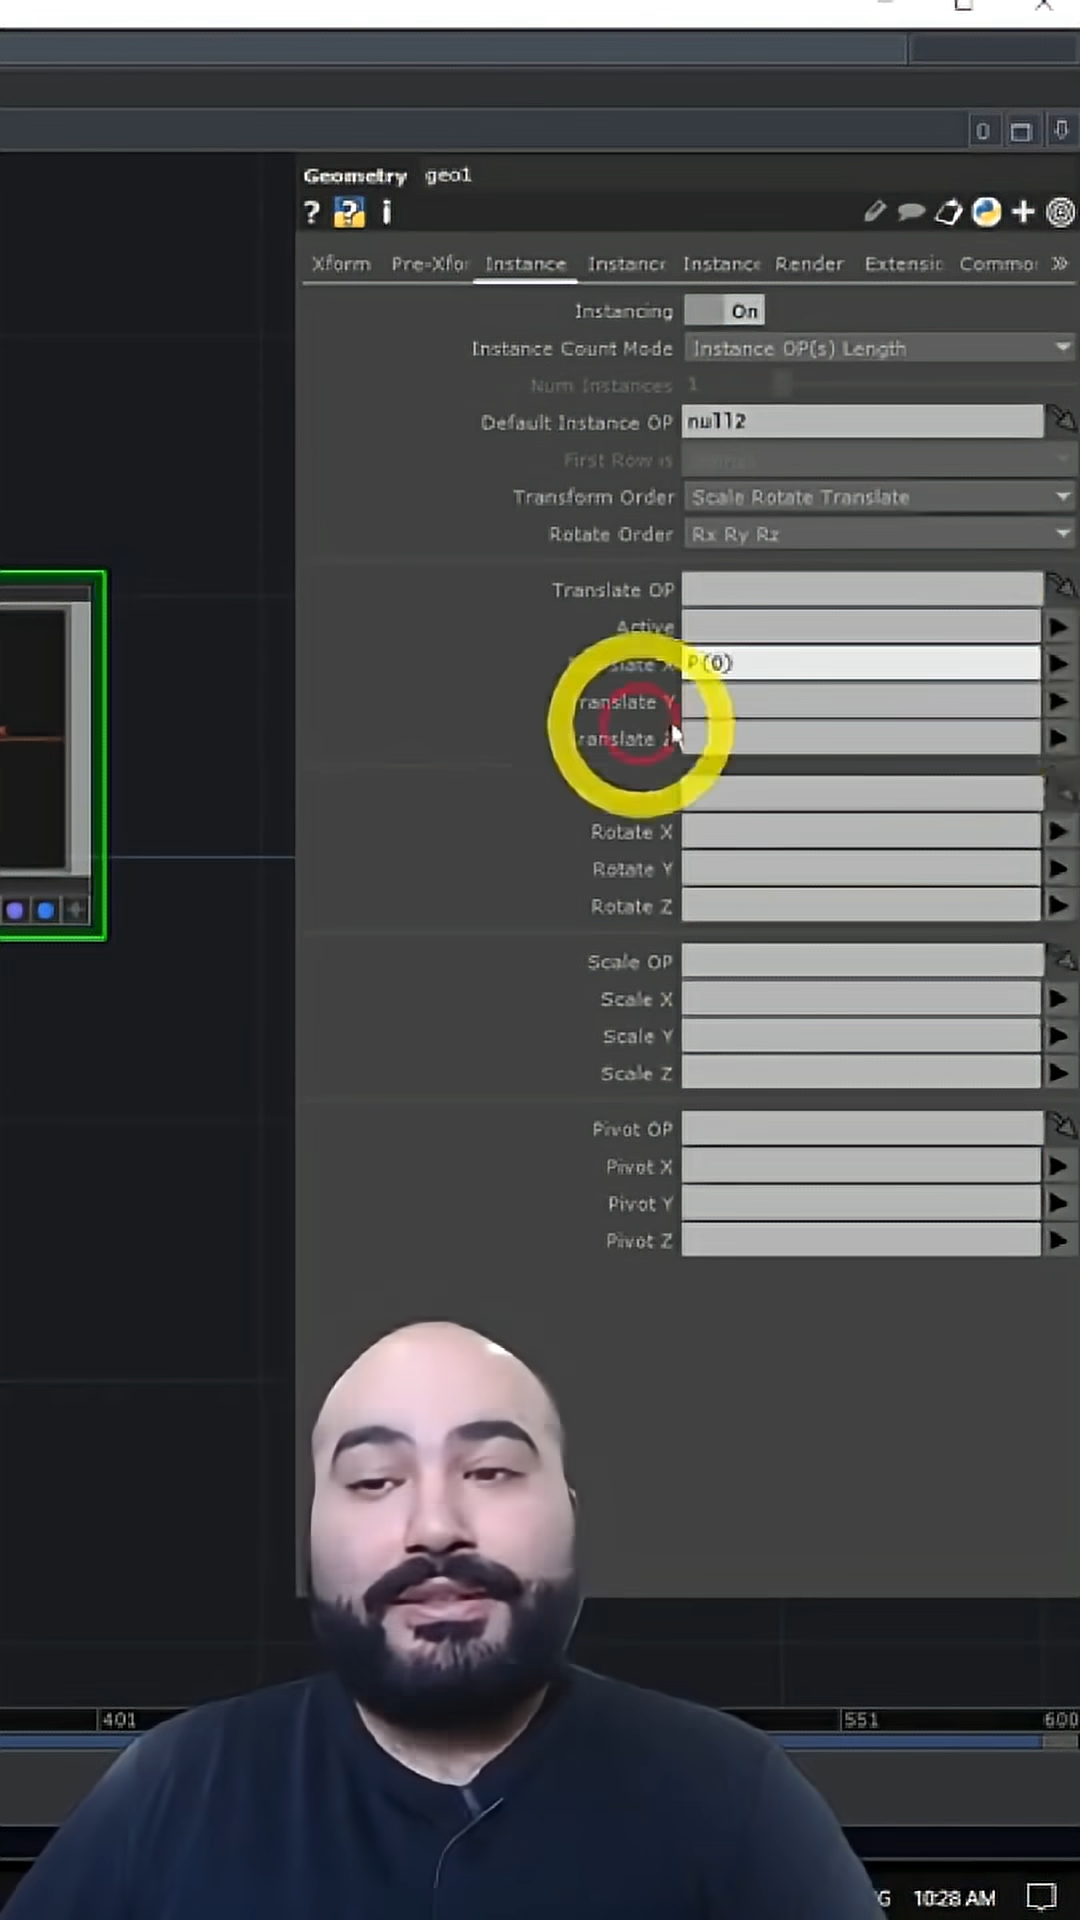 Geometry geo1
? ? i
Xform Pre-Xfo Instance Instanc Instanc Render Extensic Commo »
Instancing On
Instance Count Mode Instance OP(s) Length
Num Instances 1
Default Instance OP null2
First Row is
Transform Order Scale Rotate Translate
Rotate Order Rx Ry Rz
Translate OP
Active
slate X P(0)
ranslate Y
ranslate Z
Rotate X
Rotate Y
Rotate Z
Scale OP
Scale X
Scale Y
Scale Z
Pivot OP
Pivot X
Pivot Y
Pivot Z
401 551 600
G 10:28 AM